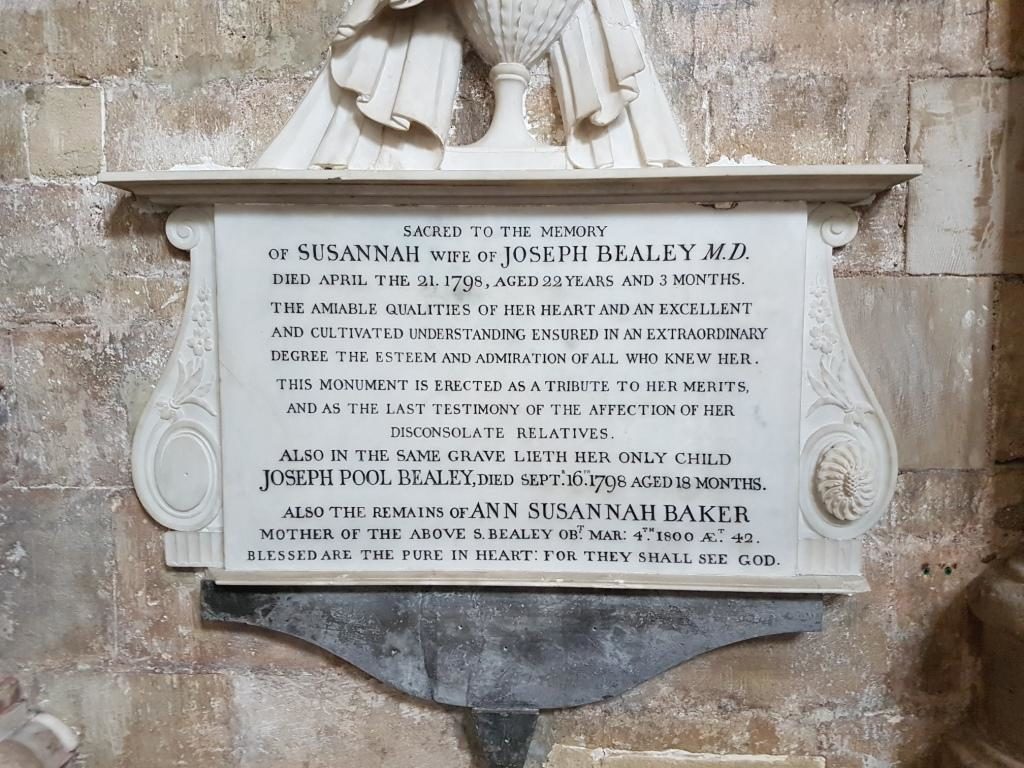 SACRED TO THE MEMORY
OF SUSANNAH WIFE OF JOSEPH BEALEY M.D.
DIED APRIL THE 21. 1798, AGED 22 YEARS AND 3 MONTHS.
THE AMIABLE QUALITIES OF HER HEART AND AN EXCELLENT
AND CULTIVATED UNDERSTANDING ENSURED IN AN EXTRAORDINARY
DEGREE THE ESTEEM AND ADMIRATION OF ALL WHO KNEW HER.
THIS MONUMENT IS ERECTED AS A TRIBUTE TO HER MERITS,
AND AS THE LAST TESTIMONY OF THE AFFECTION OF HER
DISCONSOLATE RELATIVES.
ALSO IN THE SAME GRAVE LIETH HER ONLY CHILD
JOSEPH POOL BEALEY, DIED SEPT.R 16.TH 1798 AGED 18 MONTHS.
ALSO THE REMAINS OF ANN SUSANNAH BAKER
MOTHER OF THE ABOVE S. BEALEY OB.T MAR: 4.TH 1800 Æ.T 42.
BLESSED ARE THE PURE IN HEART: FOR THEY SHALL SEE GOD.